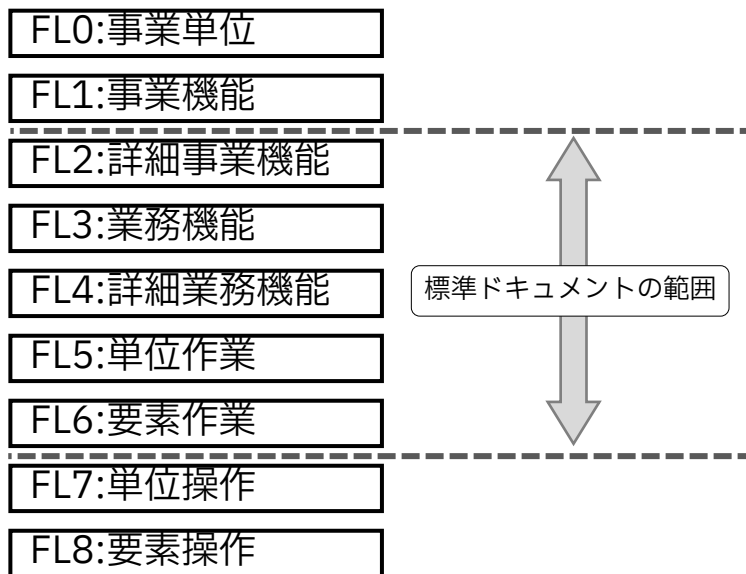 FL0:事業単位
FL1:事業機能
FL2:詳細事業機能
FL3:業務機能
FL4:詳細業務機能
標準ドキュメントの範囲
FL5:単位作業
FL6:要素作業
FL7:単位操作
FL8:要素操作